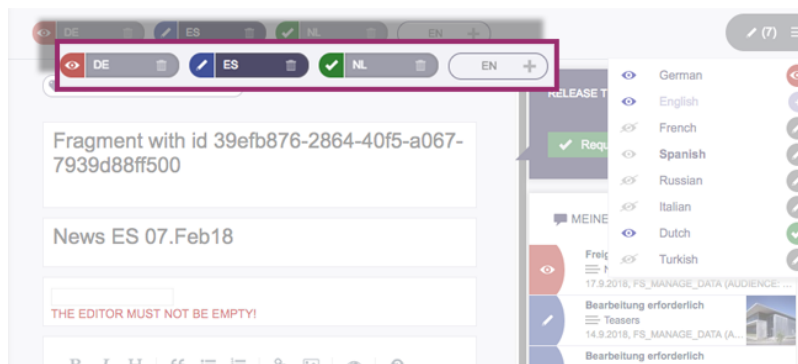 DE ES NL EN
(7)
DE ES NL EN
German
RELEASE T
English
Requ
French
Fragment with id 39efb876-2864-40f5-a067-
7939d88ff500
Spanish
Russian
Italian
MEINE
News ES 07.Feb18
Dutch
Freig
Turkish
17.9.2018, FS_MANAGE_DATA (AUDIENCE: ...
THE EDITOR MUST NOT BE EMPTY!
Bearbeitung erforderlich
Teasers
14.9.2018, FS_MANAGE_DATA (A...
Bearbeitung erforderlich
B I U